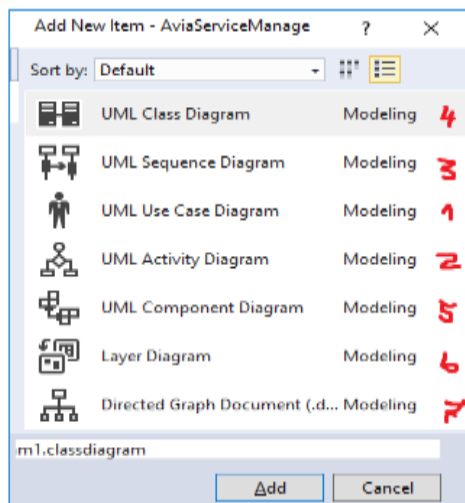 Add New Item - AviaServiceManage ? ×
Sort by: Default
UML Class Diagram Modeling 4
UML Sequence Diagram Modeling 3
UML Use Case Diagram Modeling 1
UML Activity Diagram Modeling 2
UML Component Diagram Modeling 5
Layer Diagram Modeling 6
Directed Graph Document (.d... Modeling 7
m1.classdiagram
Add Cancel